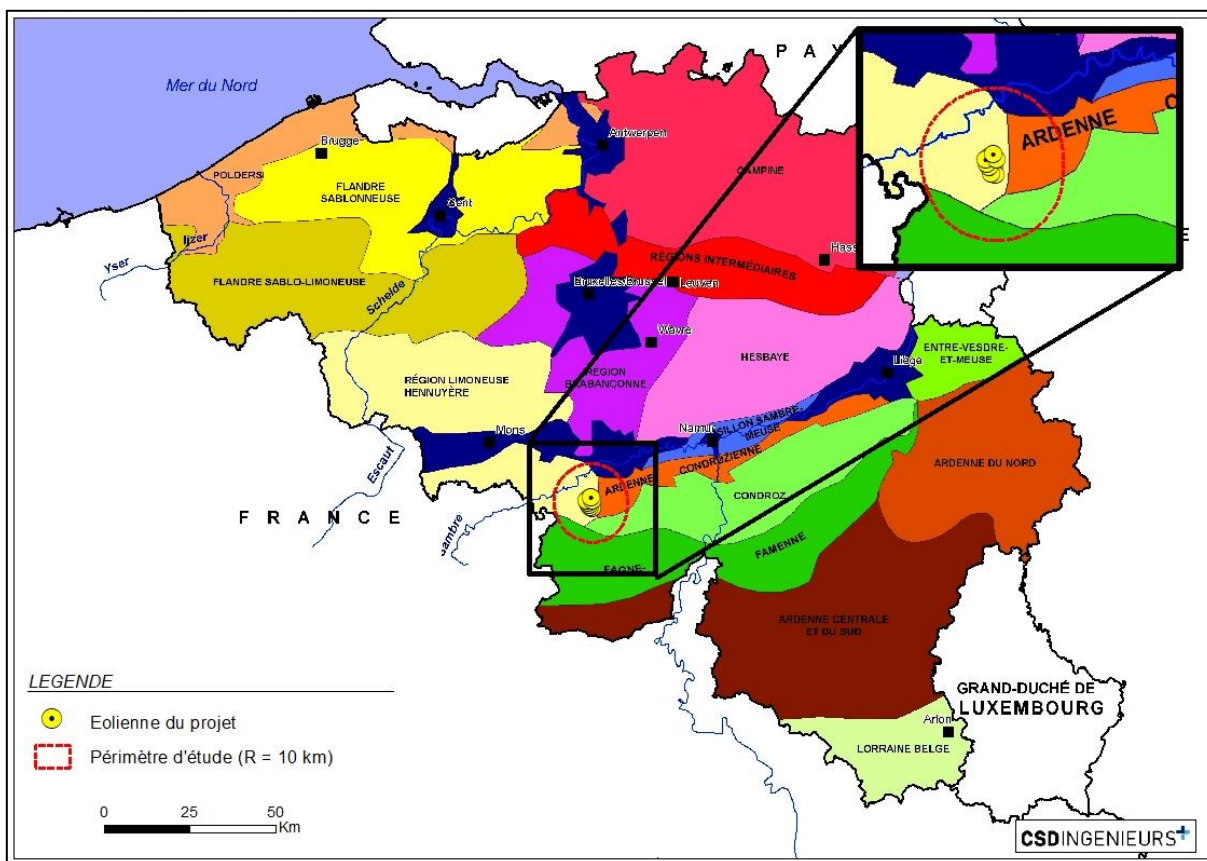 Mer du Nord
P A Y
ARDENNE
C
E
Antwerpen
Brugge
POLDERS
FLANDRE
SABLONNEUSE
CAMPINE
Gent
Ijzer
Yser
FLANDRE SABLO-LIMONEUSE
Schelde
RÉGIONS INTERMÉDIAIRES
Hass
Bruxelles/Brussel
Leuven
Wavre
HESBAYE
ENTRE-VESDRE-
ET-MEUSE
Liège
RÉGION LIMONEUSE
HENNUYÈRE
RÉGION
BRABANÇONNE
Mons
Namur
SILLON SAMBRE-
MEUSE
ARDENNE
CONDRUZIENNE
ARDENNE DU NORD
CONDROZ
Escaut
F R A N C E
Sambre
FAGNE-
FAMENNE
ARDENNE CENTRALE
ET DU SUD
GRAND-DUCHÉ DE
LUXEMBOURG
Arlon
LORRAINE BELGE
LEGENDE
Eolienne du projet
Périmètre d'étude (R = 10 km)
0 25 50
Km
CSDINGENIEURS+